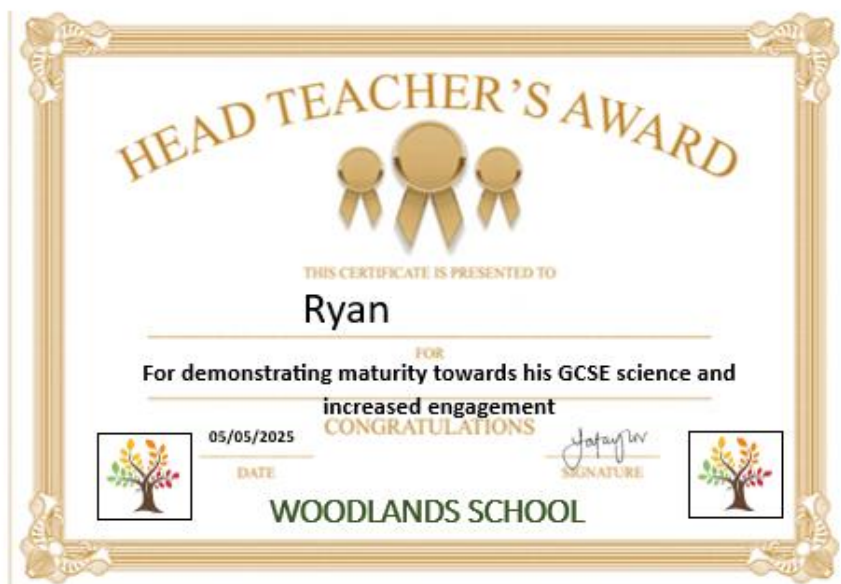 HEAD TEACHER'S AWARD
THIS CERTIFICATE IS PRESENTED TO
Ryan
FOR
For demonstrating maturity towards his GCSE science and
increased engagement
CONGRATULATIONS
05/05/2025
DATE
SIGNATURE
WOODLANDS SCHOOL